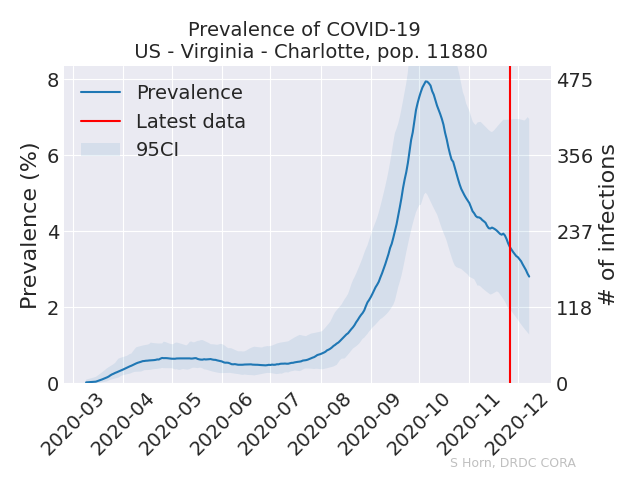 Prevalence of COVID-19
US - Virginia - Charlotte, pop. 11880
Prevalence
Latest data
95CI
Prevalence (%)
8
6
4
2
0
475
356
237
118
0
# of infections
2020-03
2020-04
2020-05
2020-06
2020-07
2020-08
2020-09
2020-10
2020-11
2020-12
S Horn, DRDC CORA